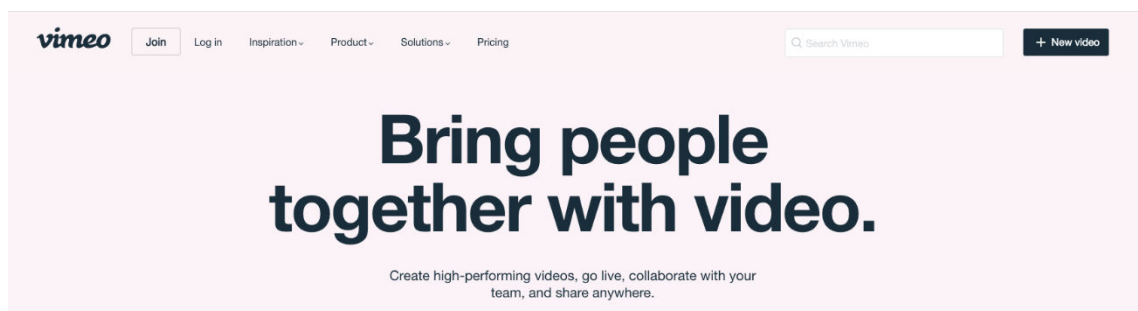 vimeo Join Log in Inspiration Product Solutions Pricing Search Vimeo + New video
Bring people
together with video.
Create high-performing videos, go live, collaborate with your
team, and share anywhere.